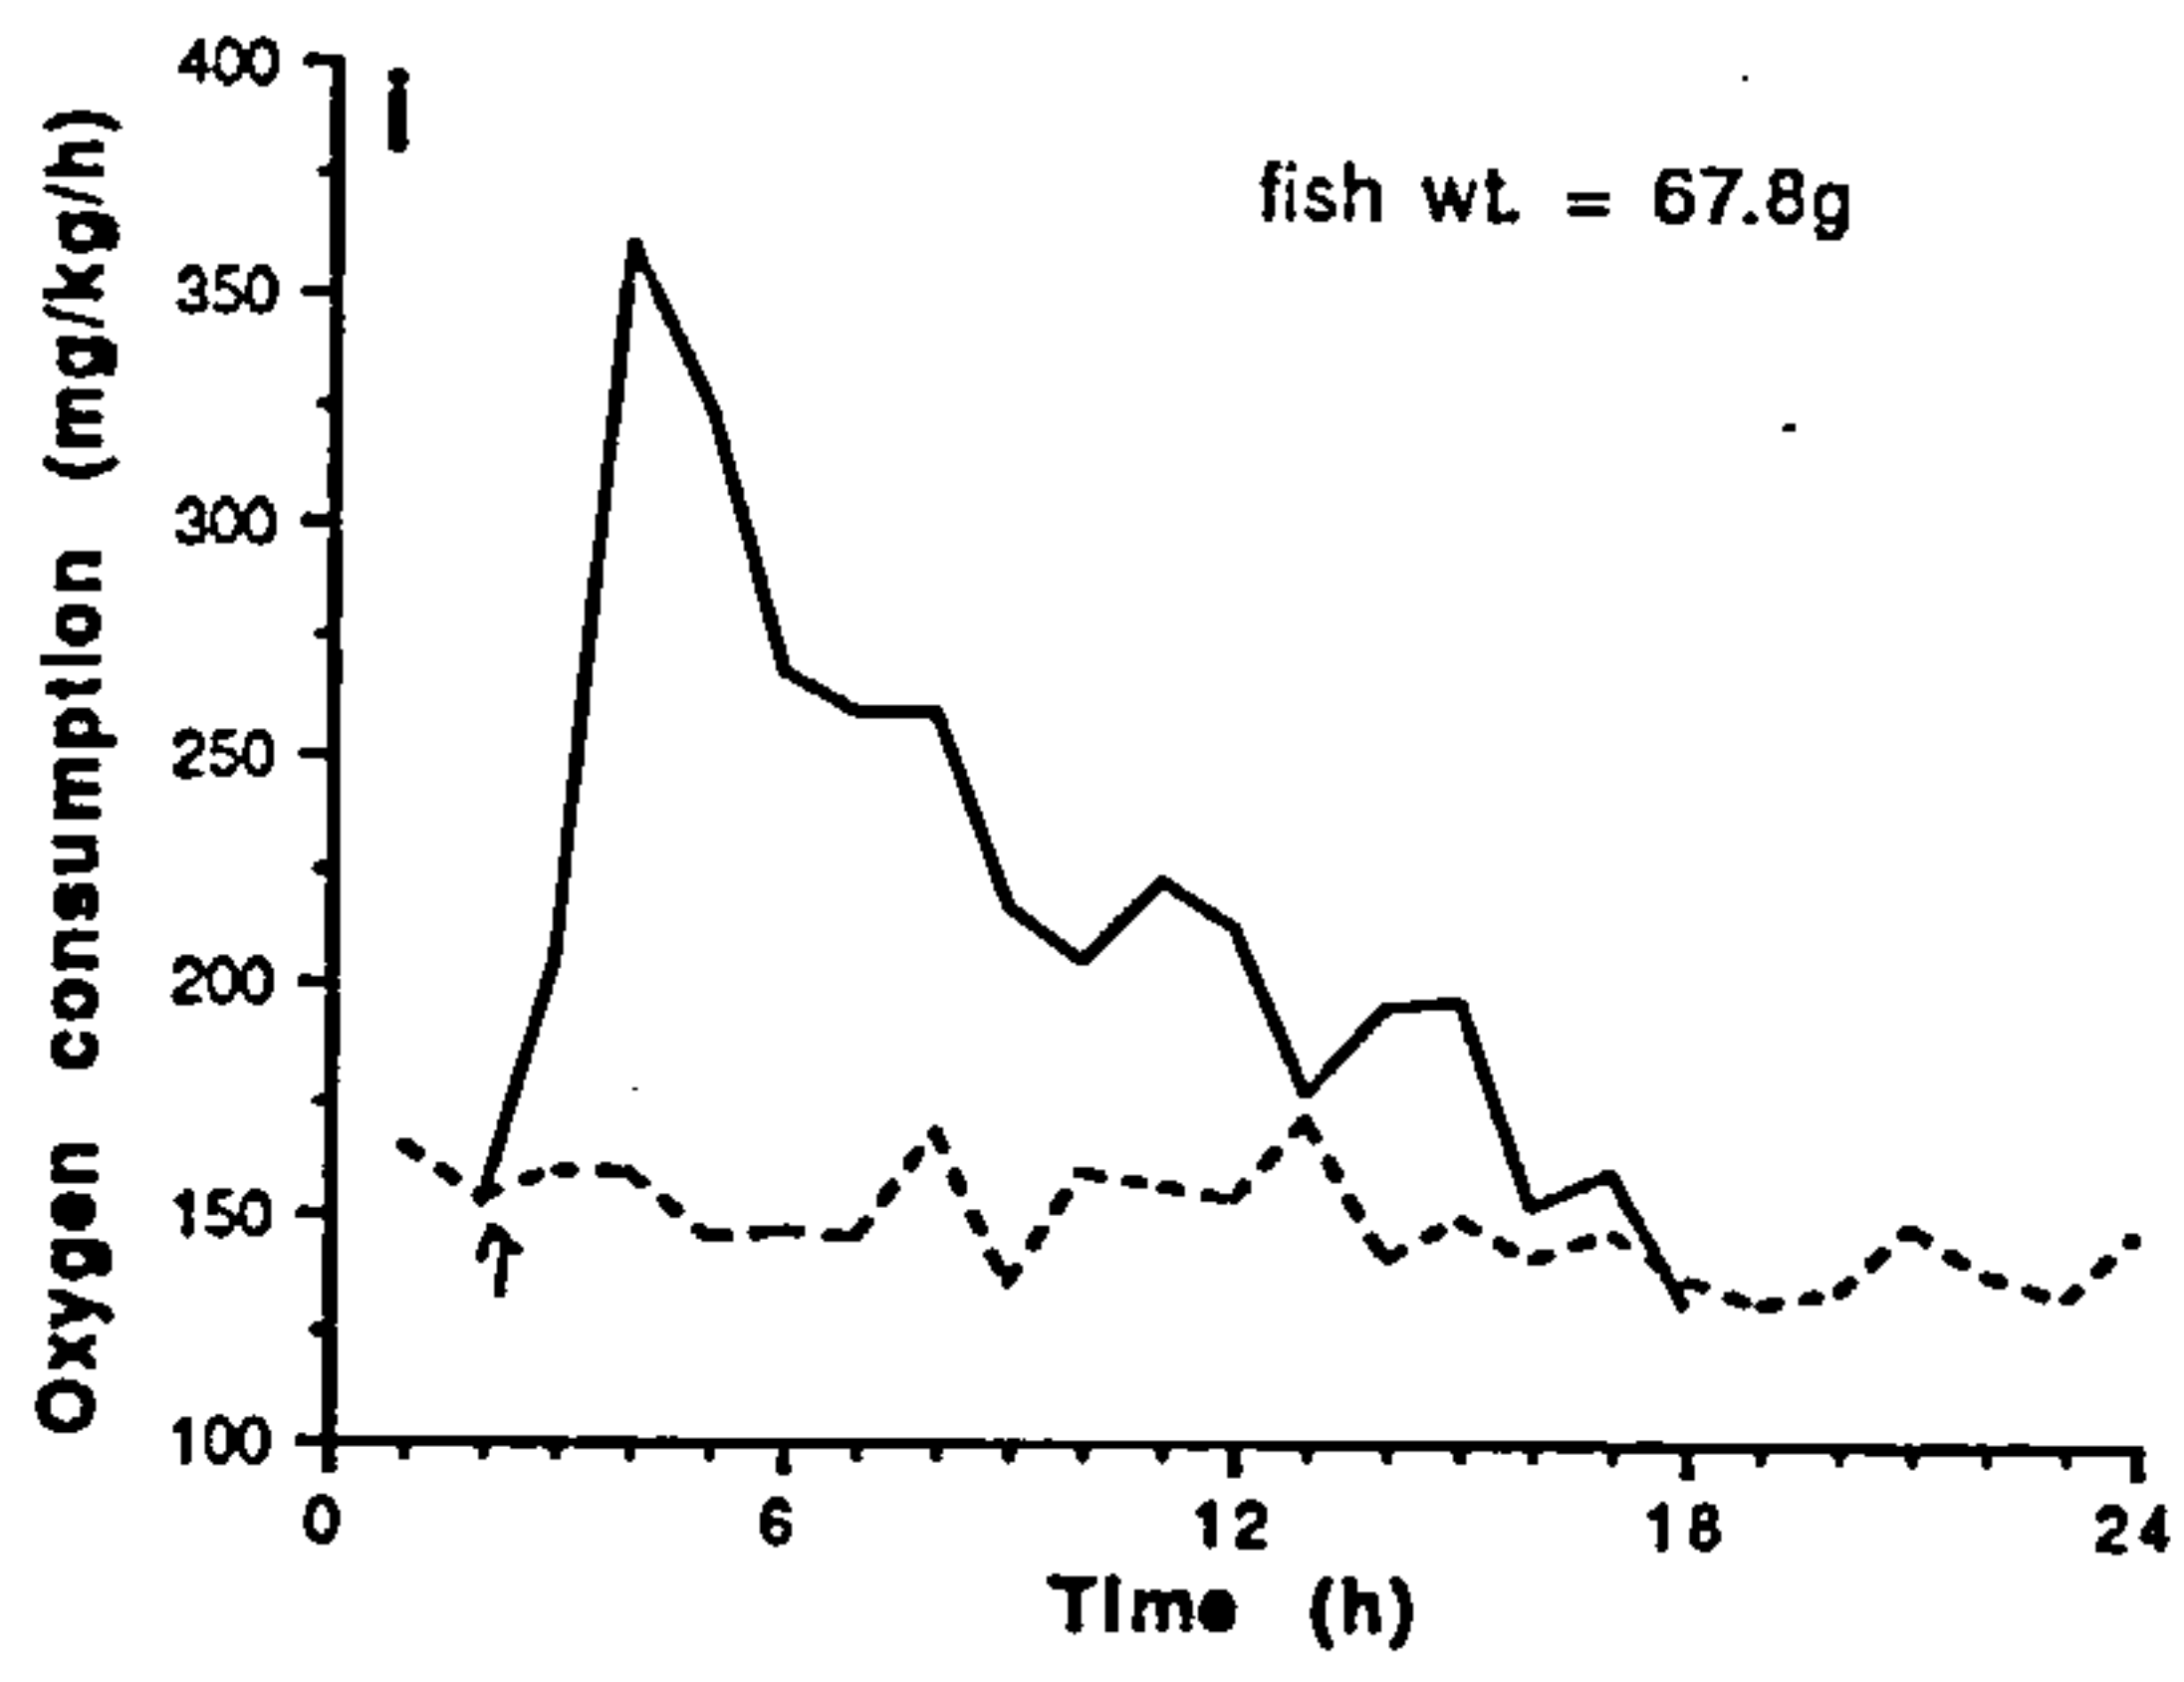 i
fish wt = 67.8g
Oxygen consumption (mg/kg/h)
400
350
300
250
200
150
100
0 6 12 18 24
Time (h)